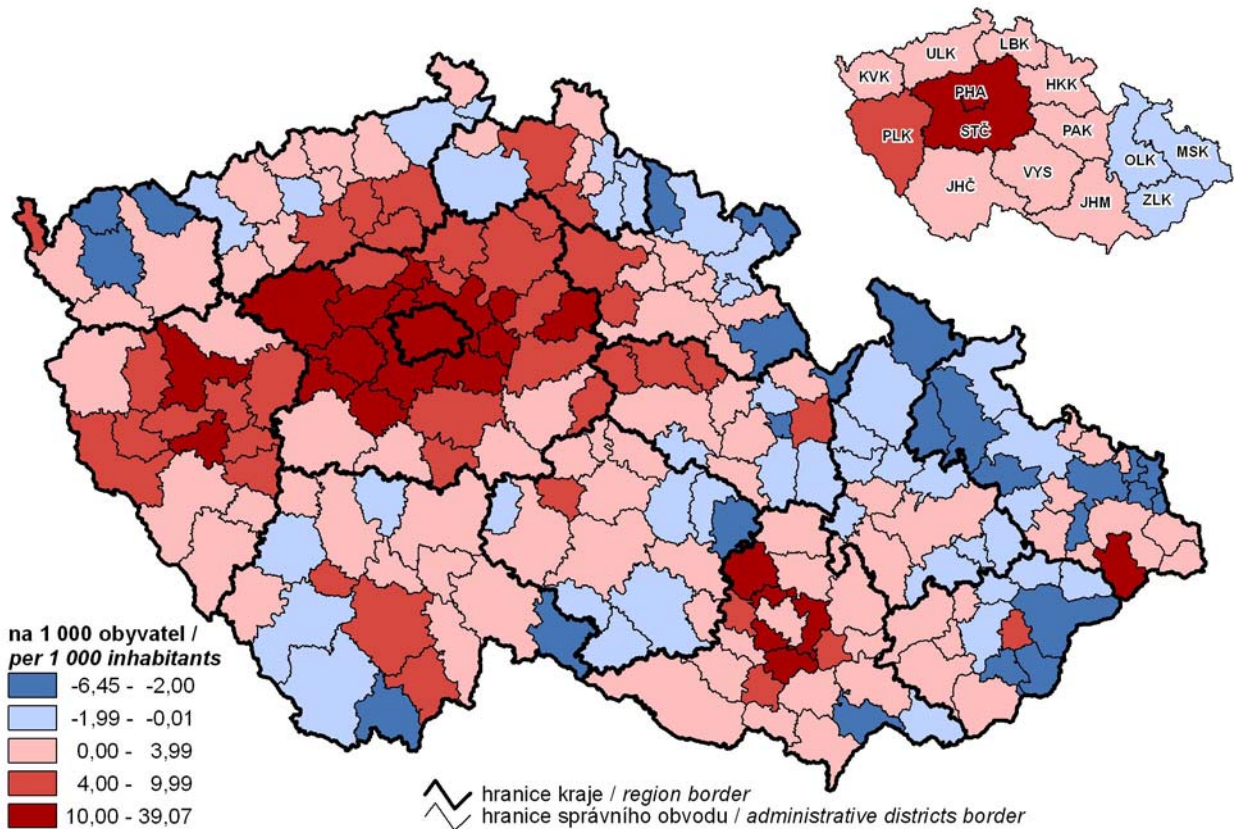 LBK
ULK
KVK
HKK
PHA
PLK
STČ
PAK
OLK
MSK
JHČ
VYS
JHM
ZLK
na 1 000 obyvatel /
per 1 000 inhabitants
-6,45 - -2,00
-1,99 - -0,01
0,00 - 3,99
4,00 - 9,99
10,00 - 39,07
hranice kraje / region border
hranice správního obvodu / administrative districts border